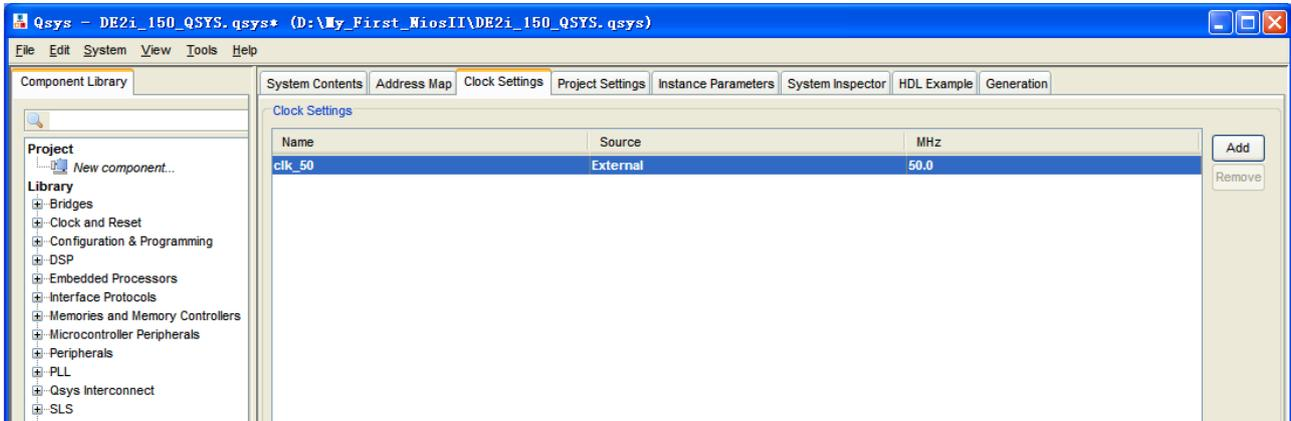 Qsys - DE2i_150_QSYS.qsys* (D:\My_First_NiosII\DE2i_150_QSYS.qsys)
File Edit System View Tools Help
Component Library
System Contents Address Map Clock Settings Project Settings Instance Parameters System Inspector HDL Example Generation
Clock Settings
Name Source MHz
Add
clk_50 External 50.0
Remove
Project
New component...
Library
Bridges
Clock and Reset
Configuration & Programming
DSP
Embedded Processors
Interface Protocols
Memories and Memory Controllers
Microcontroller Peripherals
Peripherals
PLL
Qsys Interconnect
SLS